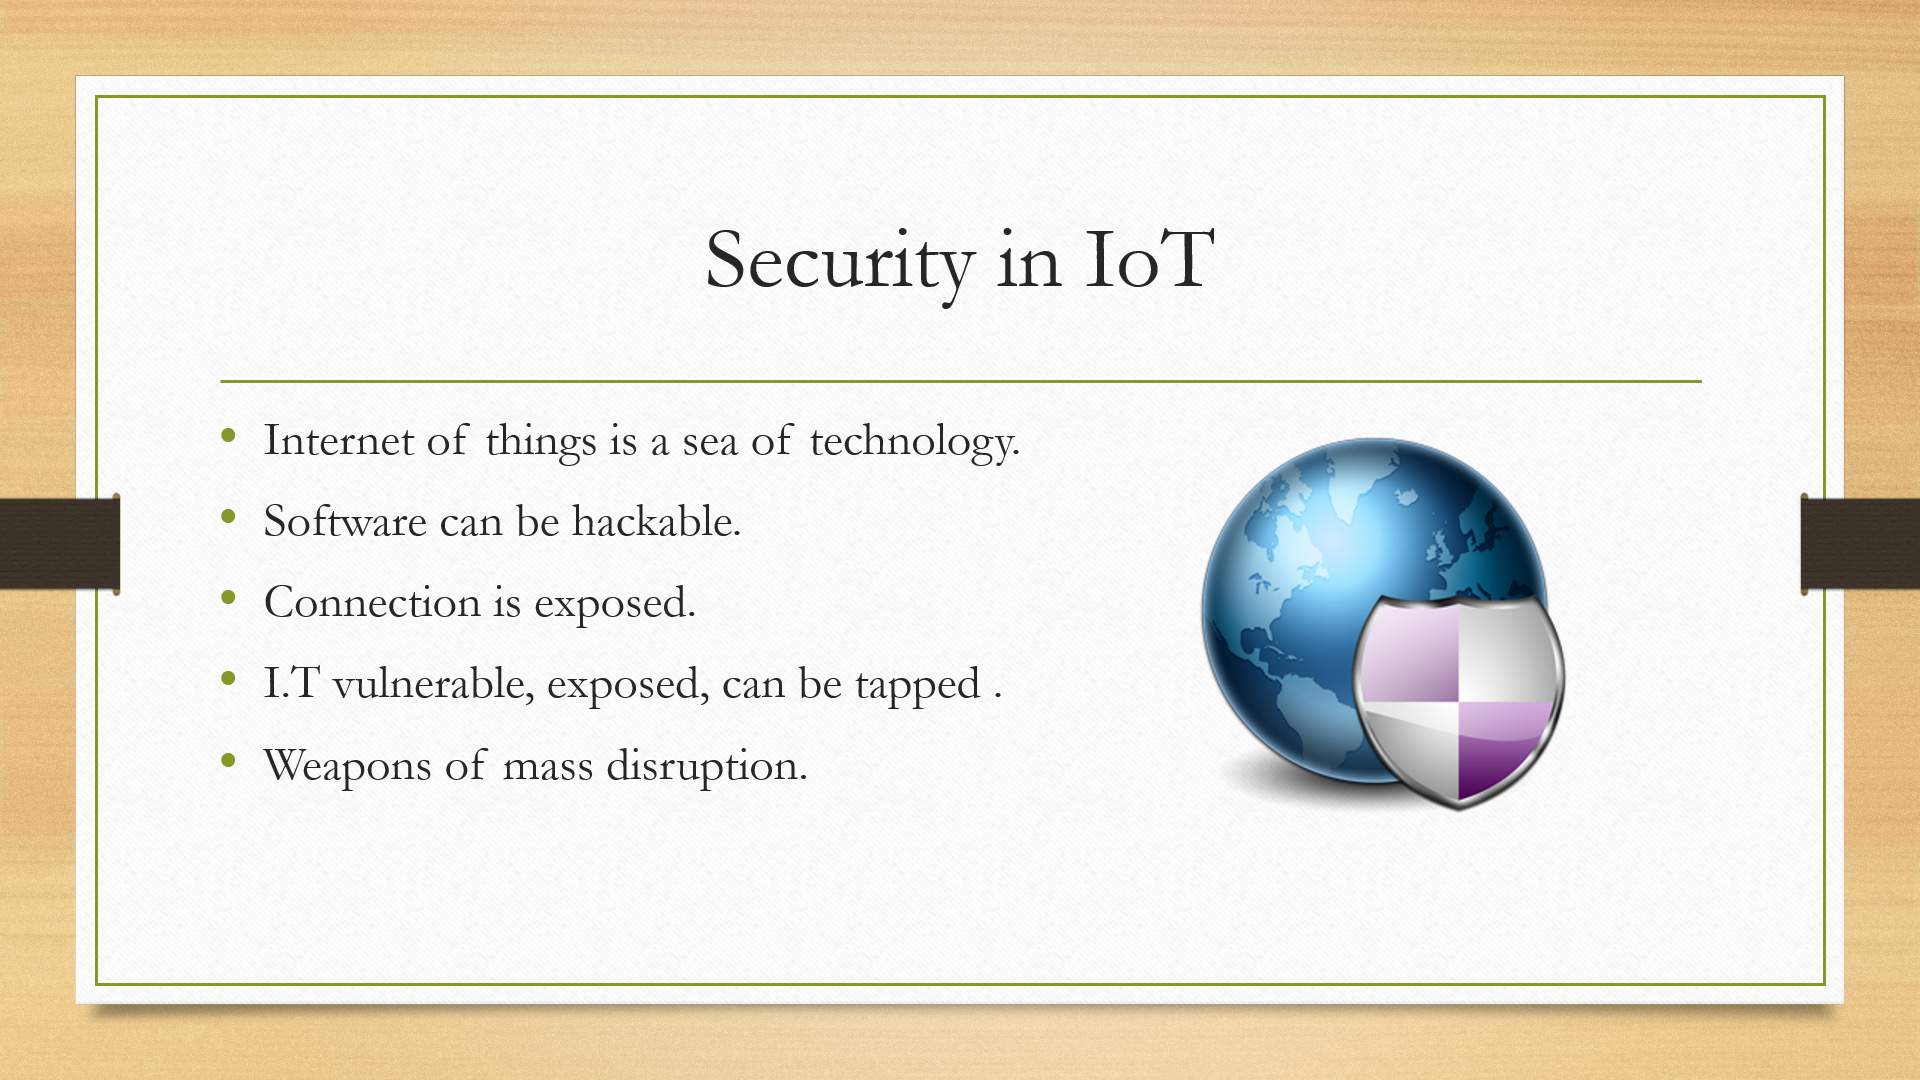 Security in IoT
• Internet of things is a sea of technology.
• Software can be hackable.
• Connection is exposed.
• I.T vulnerable, exposed, can be tapped .
• Weapons of mass disruption.